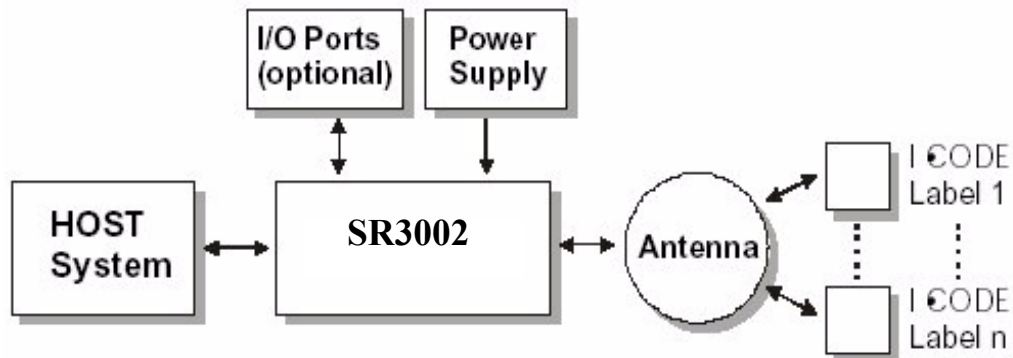 I/O Ports
(optional)
Power
Supply
HOST
System
SR3002
Antenna
I•CODE
Label 1
I•CODE
Label n